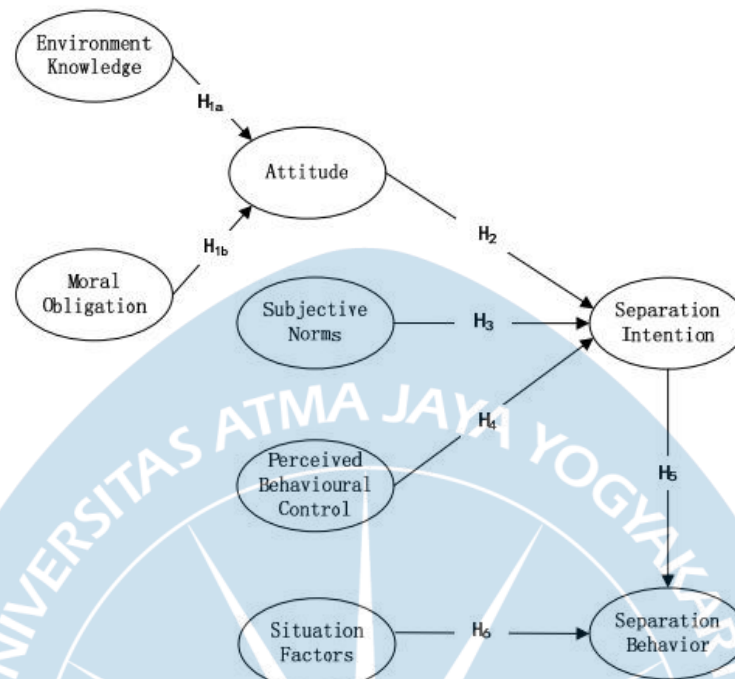 Environment
Knowledge
H1a
Attitude
H1b
Moral
Obligation
H2
Subjective
Norms
H3
Separation
Intention
H4
Perceived
Behavioural
Control
H5
Situation
Factors
H6
Separation
Behavior
UNIVERSITAS ATMA JAYA YOGYAKAR